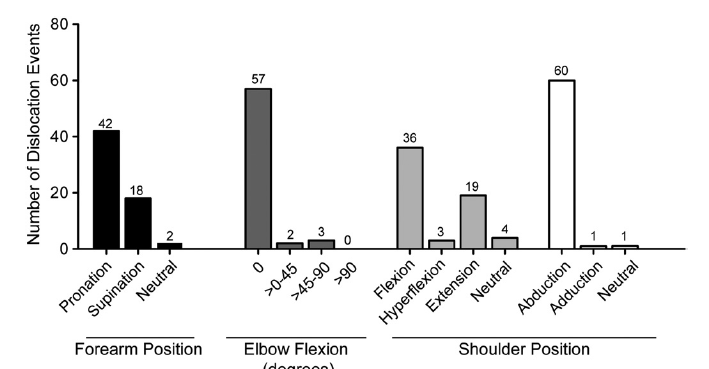 Number of Dislocation Events
80
60
40
20
0
42
18
2
57
2
3
0
36
3
19
4
60
1
1
Pronation
Supination
Neutral
0
>0-45
>45-90
>90
Flexion
Hyperflexion
Extension
Neutral
Abduction
Adduction
Neutral
Forearm Position
Elbow Flexion
(degrees)
Shoulder Position